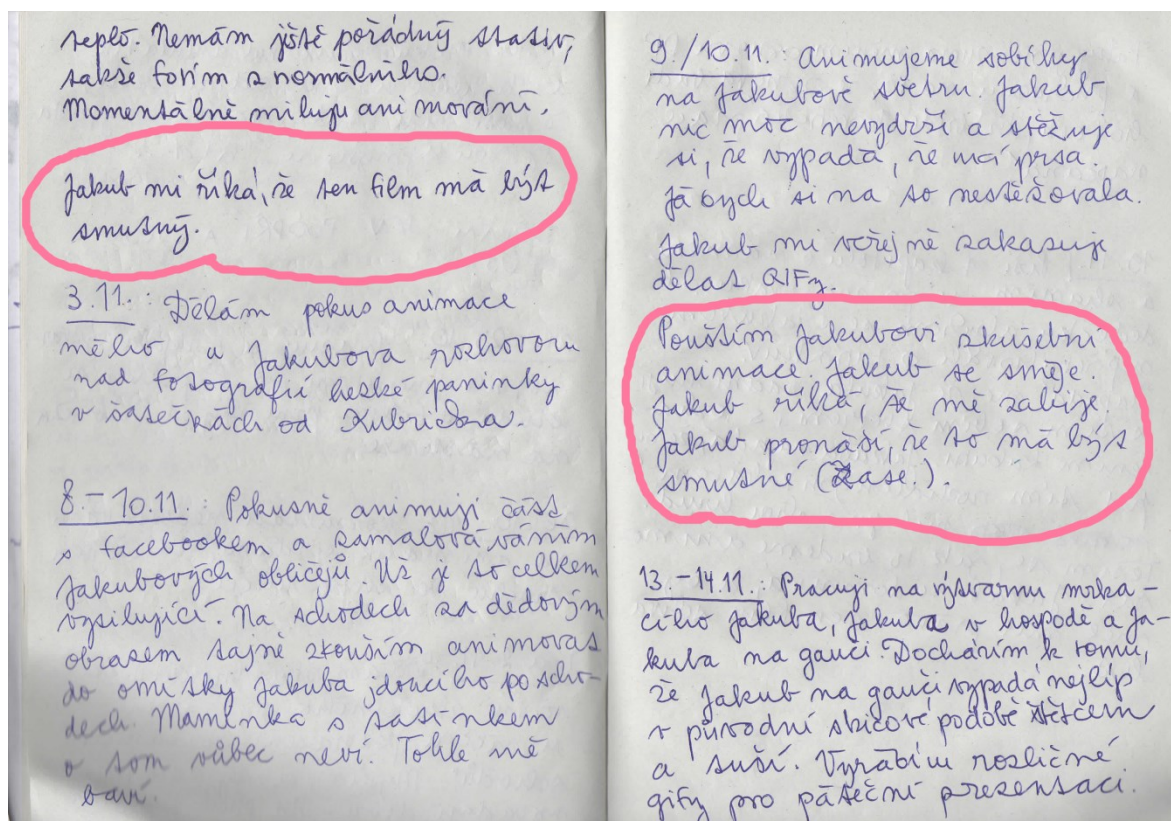 teplo. Nemám jště pořádný stativ,
takže fotím z normálního.
Momentálně miluju animování.
Jakub mi říká, že ten film má být
smutný.
3.11.: Dělám pokus animace
mého a Jakubova rozhovoru
nad fotografií hezké paninky
v šatečkách od Kubricka.
8.-10.11.: Pokusně animuji část
s facebookem a zamalováváním
Jakubových obličejů. Už je to celkem
vysilující. Na schodech za dědovým
obrazem tajně zkouším animovat
do omítky Jakuba jdoucího po scho-
dech. Maminka s tatínkem
o tom vůbec neví. Tohle mě
baví.
9./10.11. Animujeme sobíky
na Jakubově svetru. Jakub
nic moc nevydrží a stěžuje
si, že vypadá, že má prsa.
Já bych si na to nestěžovala.
Jakub mi veřejně zakazuje
dělat GIFy.
Pouštím Jakubovi zkušební
animace. Jakub se směje.
Jakub říká, že mě zabije.
Jakub pronáší, že to má být
smutné (Zase.).
13.-14.11.: Pracuji na výtvarnu mrka-
cího Jakuba, Jakuba v hospodě a Ja-
kuba na gauči. Docházím k tomu,
že Jakub na gauči vypadá nejlíp
v původní skicové podobě štětcem
a tuší. Vyrábím rozličné
gify pro páteční prezentaci.